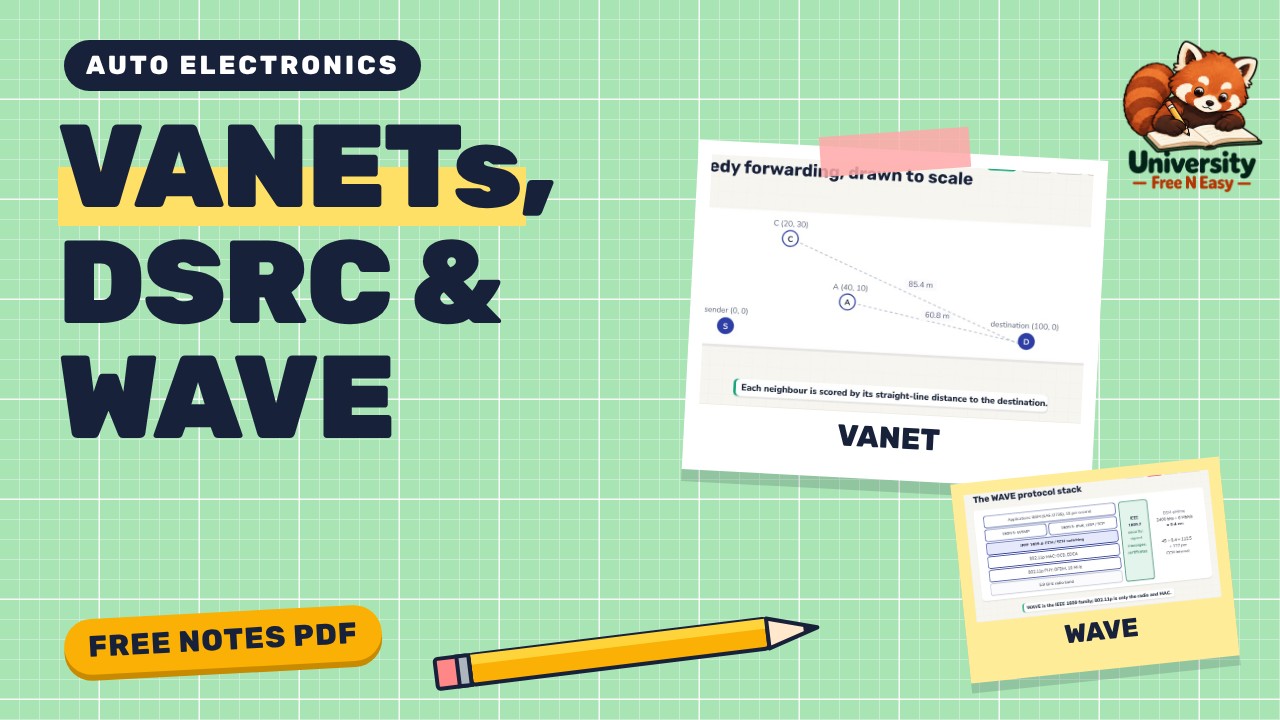 AUTO ELECTRONICS
VANETs,
DSRC &
WAVE
FREE NOTES PDF
University
Free N Easy
edy forwarding, drawn to scale
C (20, 30)
C
85.4 m
A (40, 10)
A
60.8 m
sender (0, 0)
S
destination (100, 0)
D
Each neighbour is scored by its straight-line distance to the destination.
VANET
The WAVE protocol stack
WAVE is the IEEE 1609 family; 802.11p is only the radio and MAC.
WAVE